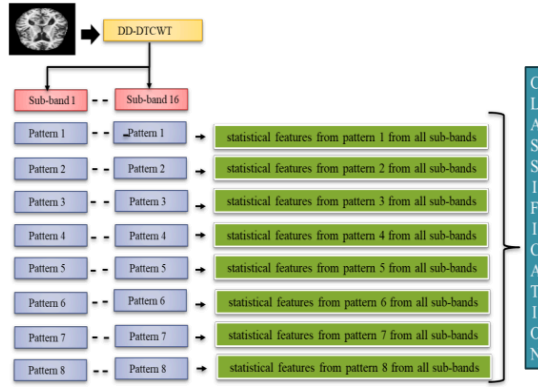 DD-DTCWT
Sub-band 1 - - Sub-band 16
Pattern 1 - - Pattern 1 statistical features from pattern 1 from all sub-bands
Pattern 2 - - Pattern 2 statistical features from pattern 2 from all sub-bands
Pattern 3 - - Pattern 3 statistical features from pattern 3 from all sub-bands
Pattern 4 - - Pattern 4 statistical features from pattern 4 from all sub-bands
Pattern 5 - - Pattern 5 statistical features from pattern 5 from all sub-bands
Pattern 6 - - Pattern 6 statistical features from pattern 6 from all sub-bands
Pattern 7 - - Pattern 7 statistical features from pattern 7 from all sub-bands
Pattern 8 - - Pattern 8 statistical features from pattern 8 from all sub-bands
CLASSIFICATION